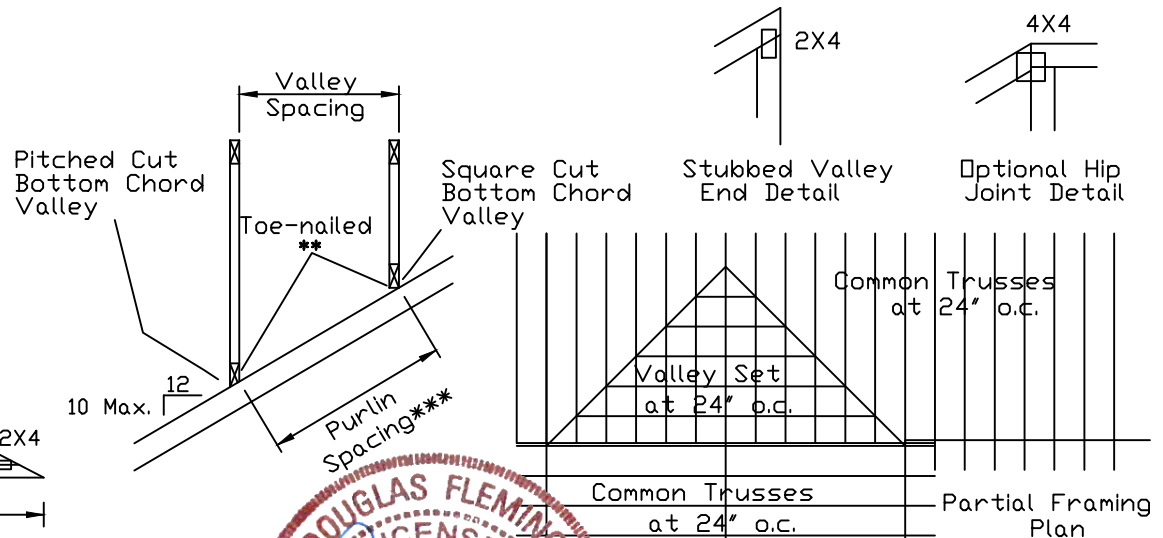 4X4
2X4
Valley
Spacing
Pitched Cut
Bottom Chord
Valley
Square Cut
Bottom Chord
Valley
Stubbed Valley
End Detail
Optional Hip
Joint Detail
Toe-nailed
**
Common Trusses
at 24" o.c.
Valley Set
at 24" o.c.
12
10 Max.
Purlin
Spacing***
2X4
Common Trusses
at 24" o.c.
Partial Framing
Plan
DOUGLAS FLEMING